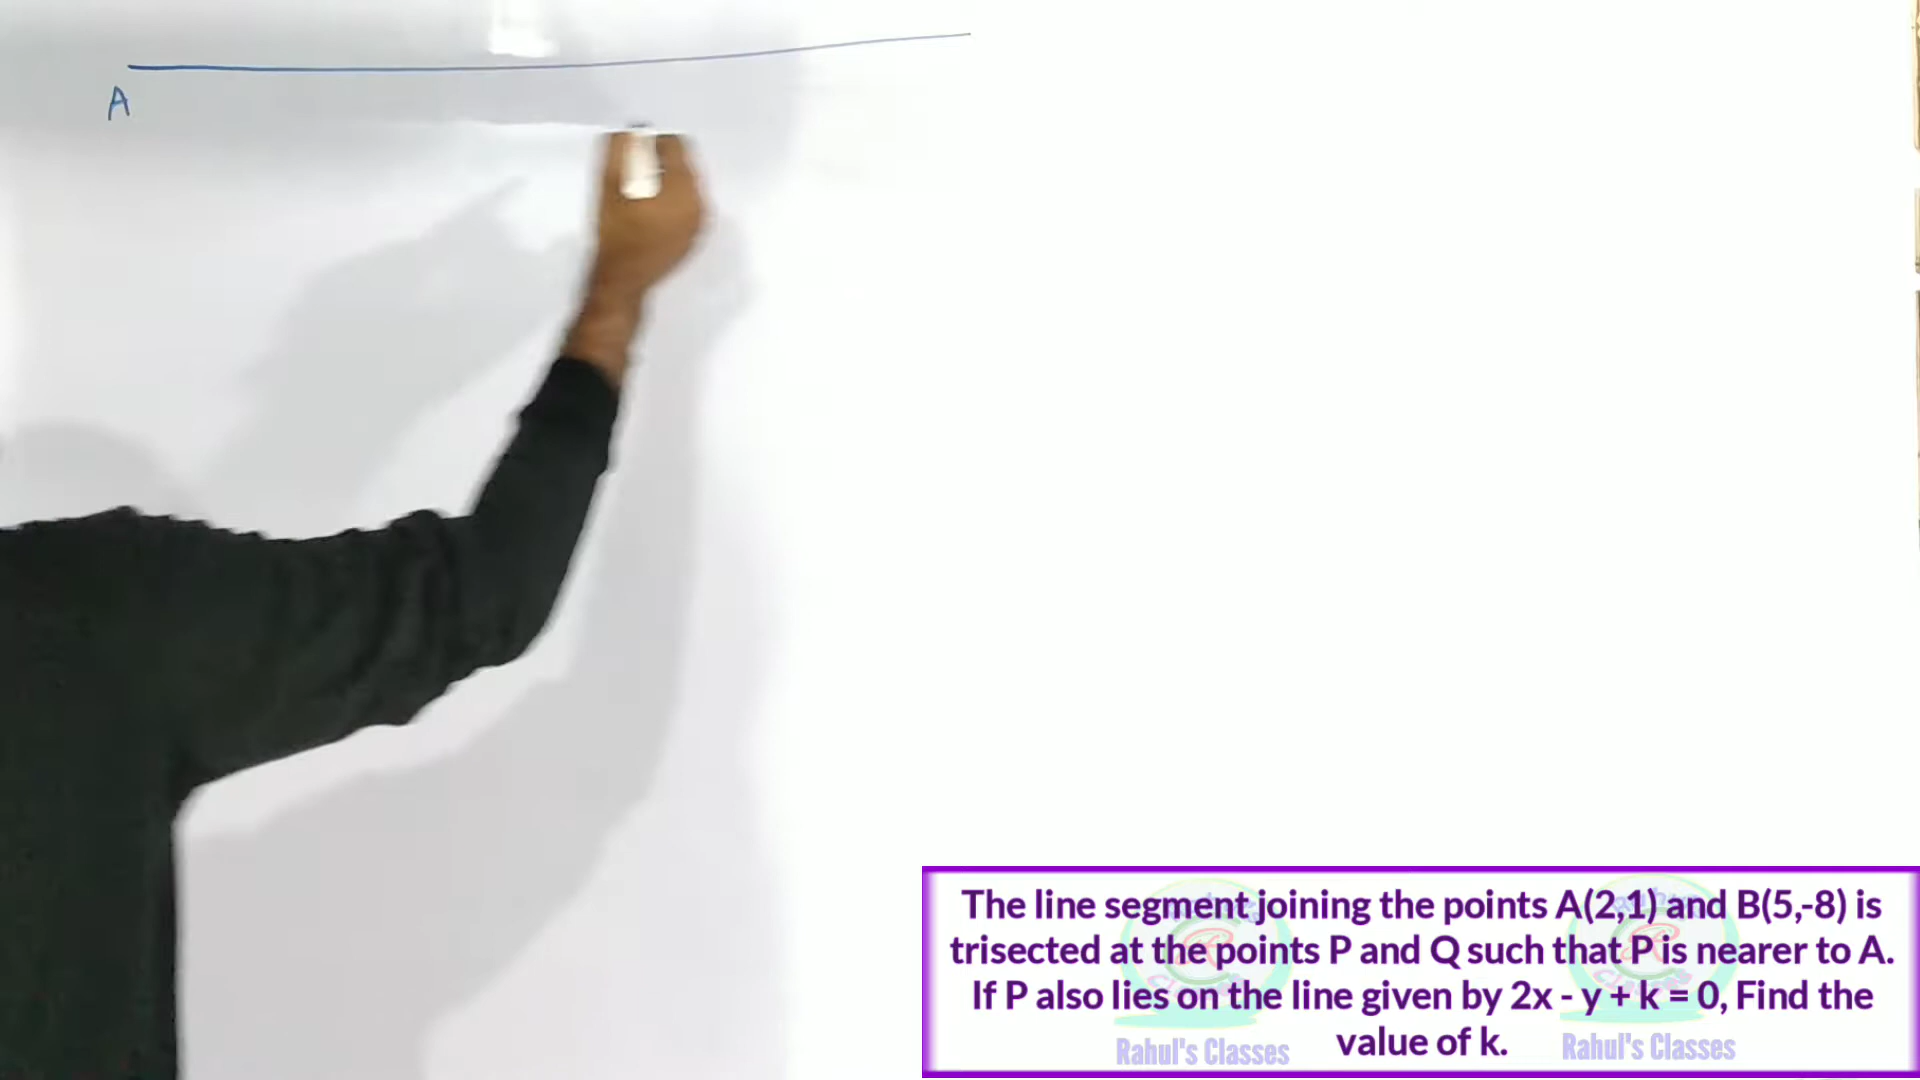 A
The line segment joining the points A(2,1) and B(5,-8) is
trisected at the points P and Q such that P is nearer to A.
If P also lies on the line given by 2x - y + k = 0, Find the
value of k.
Rahul's Classes
Rahul's Classes